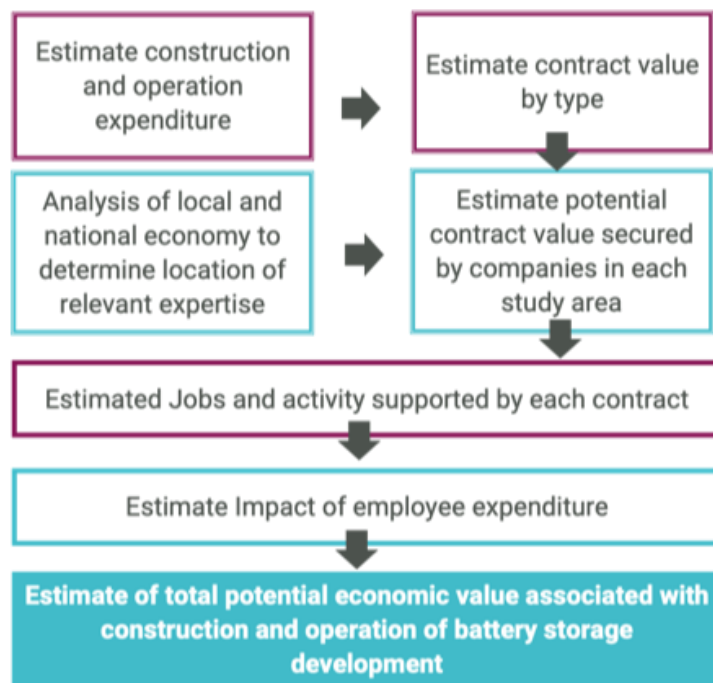 Estimate construction
and operation
expenditure
Estimate contract value
by type
Analysis of local and
national economy to
determine location of
relevant expertise
Estimate potential
contract value secured
by companies in each
study area
Estimated Jobs and activity supported by each contract
Estimate Impact of employee expenditure
Estimate of total potential economic value associated with
construction and operation of battery storage
development